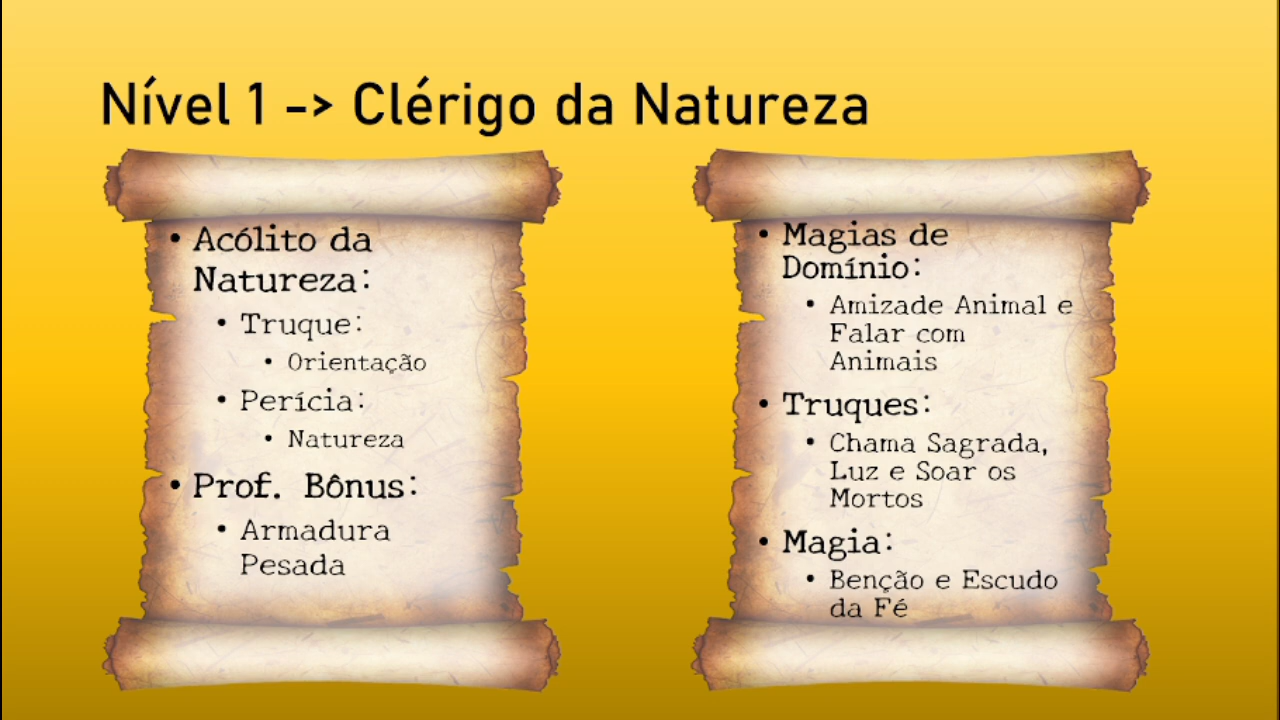 Nível 1 -> Clérigo da Natureza
• Acólito da
Natureza:
• Truque:
• Orientação
• Perícia:
• Natureza
• Prof. Bônus:
• Armadura
Pesada
• Magias de
Domínio:
• Amizade Animal e
Falar com
Animais
• Truques:
• Chama Sagrada,
Luz e Soar os
Mortos
• Magia:
• Benção e Escudo
da Fé